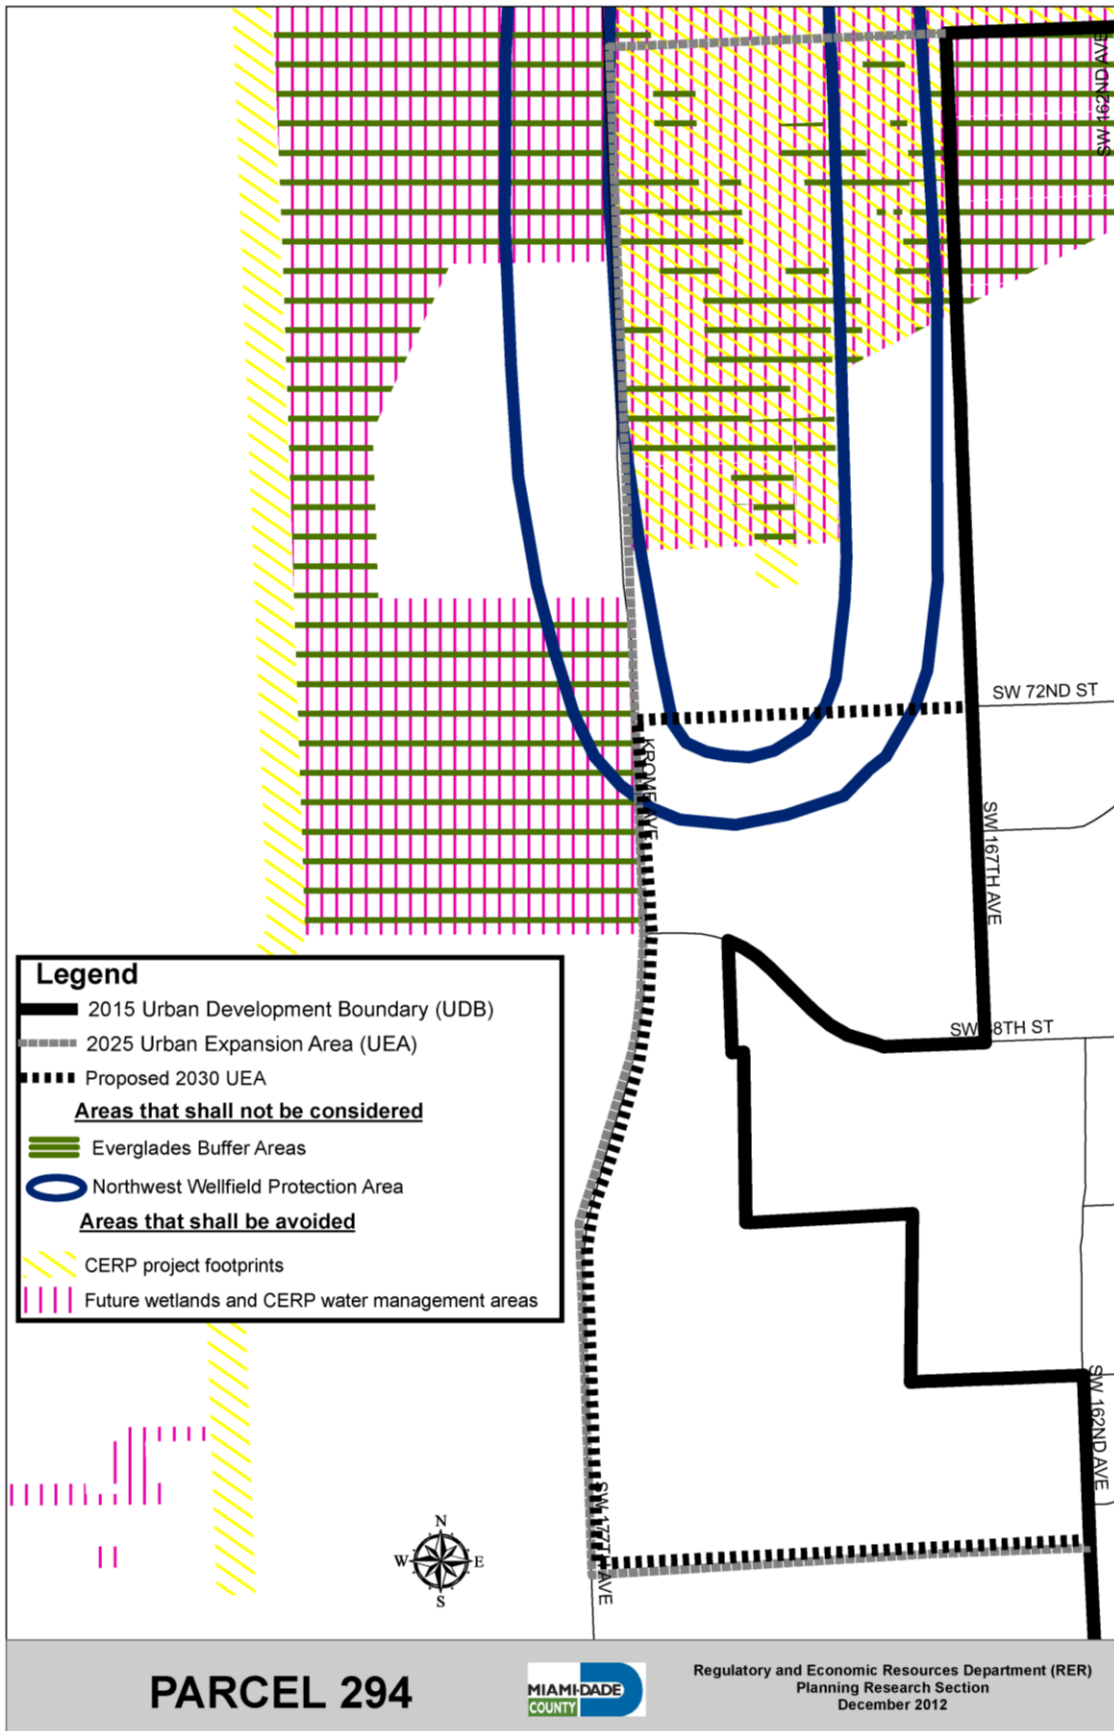 SW 162ND AVE
SW 72ND ST
KROME AVE
SW 167TH AVE
SW 88TH ST
Legend
2015 Urban Development Boundary (UDB)
2025 Urban Expansion Area (UEA)
Proposed 2030 UEA
Areas that shall not be considered
Everglades Buffer Areas
Northwest Wellfield Protection Area
Areas that shall be avoided
CERP project footprints
Future wetlands and CERP water management areas
SW 162ND AVE
SW 177TH AVE
N
W
E
S
PARCEL 294
MIAMI-DADE
COUNTY
Regulatory and Economic Resources Department (RER)
Planning Research Section
December 2012